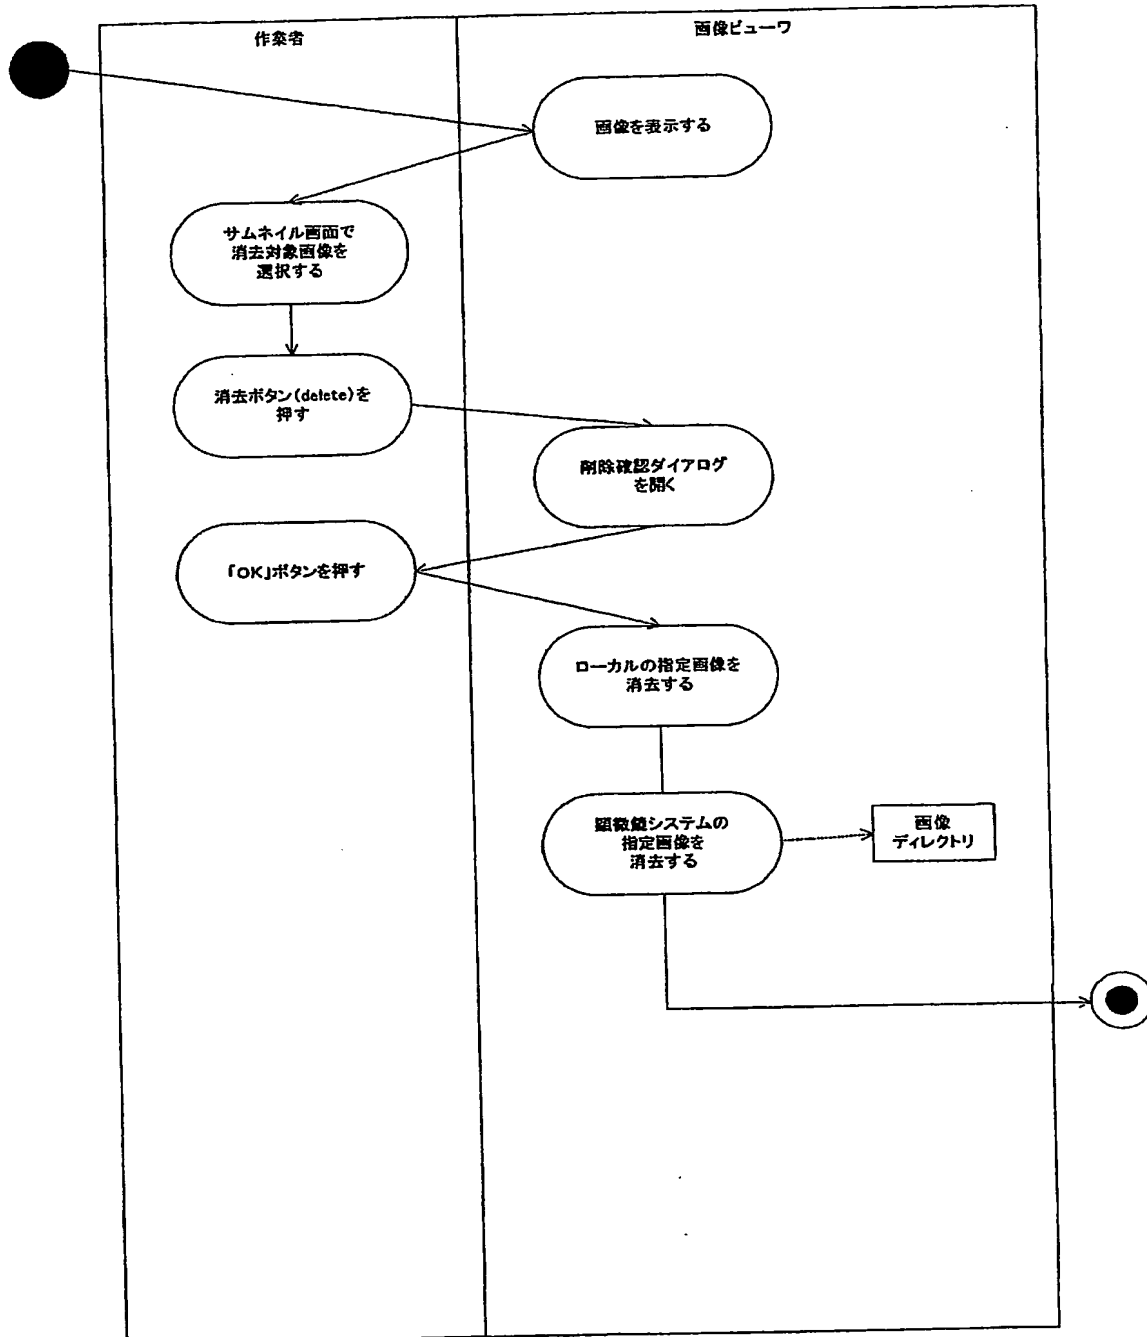 作業者
画像ビューワ
画像を表示する
サムネイル画面で
消去対象画像を
選択する
消去ボタン(delete)を
押す
削除確認ダイアログ
を開く
「OK」ボタンを押す
ローカルの指定画像を
消去する
顕微鏡システムの
指定画像を
消去する
画像
ディレクトリ